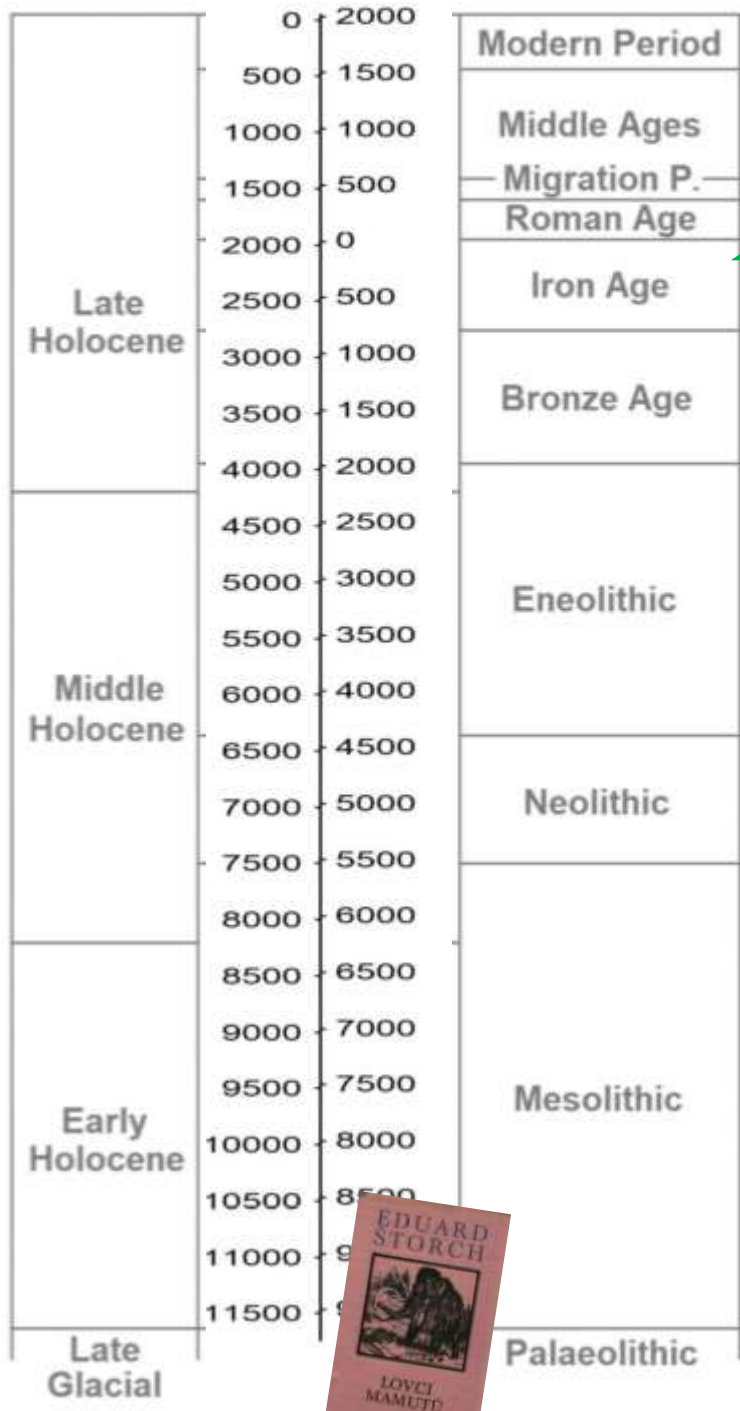 Late
Holocene
Middle
Holocene
Early
Holocene
Late
Glacial
0 2000
500 1500
1000 1000
1500 500
2000 0
2500 500
3000 1000
3500 1500
4000 2000
4500 2500
5000 3000
5500 3500
6000 4000
6500 4500
7000 5000
7500 5500
8000 6000
8500 6500
9000 7000
9500 7500
10000 8000
10500 8500
11000
11500
Modern Period
Middle Ages
Migration P.
Roman Age
Iron Age
Bronze Age
Eneolithic
Neolithic
Mesolithic
Palaeolithic
EDUARD
ŠTORCH
LOVCI
MAMUTŮ